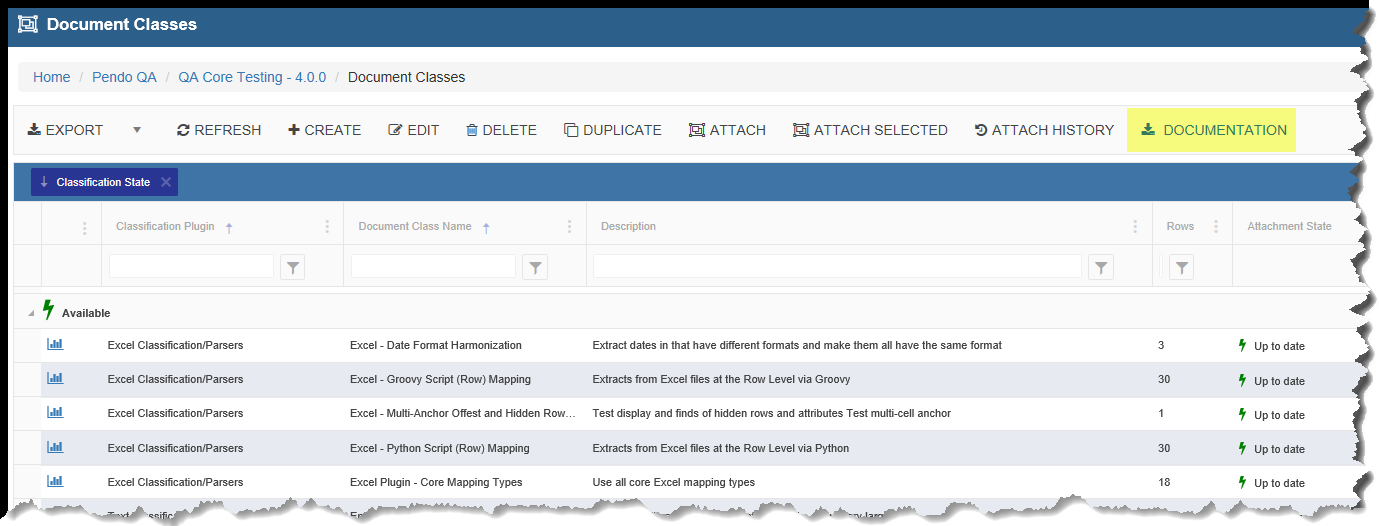 Document Classes
Home / Pendo QA / QA Core Testing - 4.0.0 / Document Classes
EXPORT REFRESH CREATE EDIT DELETE DUPLICATE ATTACH ATTACH SELECTED ATTACH HISTORY DOCUMENTATION
Classification State
Classification Plugin Document Class Name Description Rows Attachment State
Available
Excel Classification/Parsers Excel - Date Format Harmonization Extract dates in that have different formats and make them all have the same format 3 Up to date
Excel Classification/Parsers Excel - Groovy Script (Row) Mapping Extracts from Excel files at the Row Level via Groovy 30 Up to date
Excel Classification/Parsers Excel - Multi-Anchor Offest and Hidden Row... Test display and finds of hidden rows and attributes Test multi-cell anchor 1 Up to date
Excel Classification/Parsers Excel - Python Script (Row) Mapping Extracts from Excel files at the Row Level via Python 30 Up to date
Excel Classification/Parsers Excel Plugin - Core Mapping Types Use all core Excel mapping types 18 Up to date